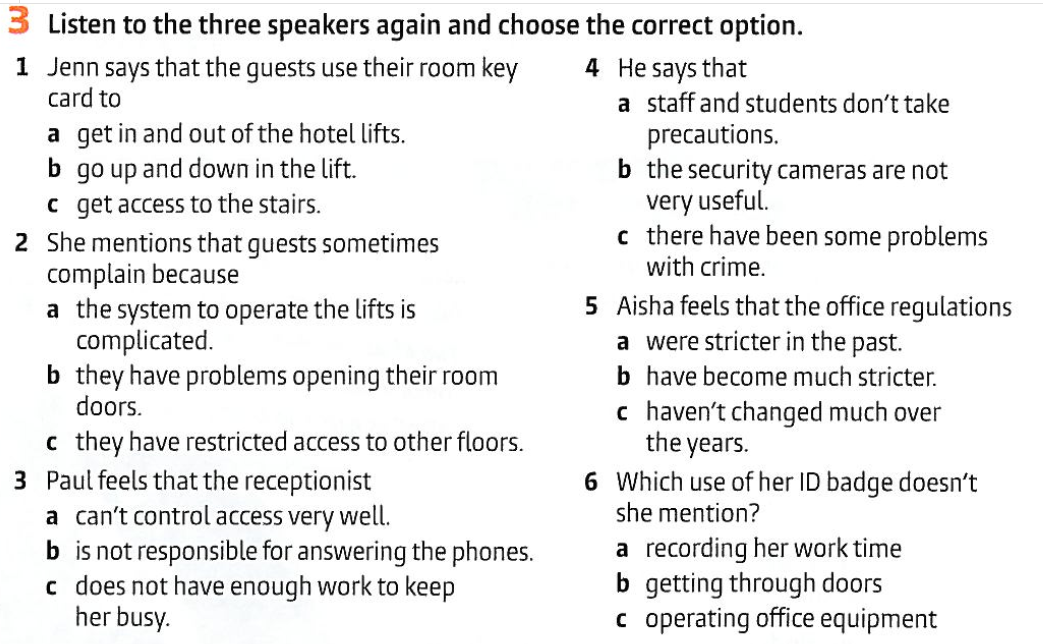 3 Listen to the three speakers again and choose the correct option.
1 Jenn says that the guests use their room key
card to
a get in and out of the hotel lifts.
b go up and down in the lift.
c get access to the stairs.
2 She mentions that guests sometimes
complain because
a the system to operate the lifts is
complicated.
b they have problems opening their room
doors.
c they have restricted access to other floors.
3 Paul feels that the receptionist
a can't control access very well.
b is not responsible for answering the phones.
c does not have enough work to keep
her busy.
4 He says that
a staff and students don't take
precautions.
b the security cameras are not
very useful.
c there have been some problems
with crime.
5 Aisha feels that the office regulations
a were stricter in the past.
b have become much stricter.
c haven't changed much over
the years.
6 Which use of her ID badge doesn't
she mention?
a recording her work time
b getting through doors
c operating office equipment